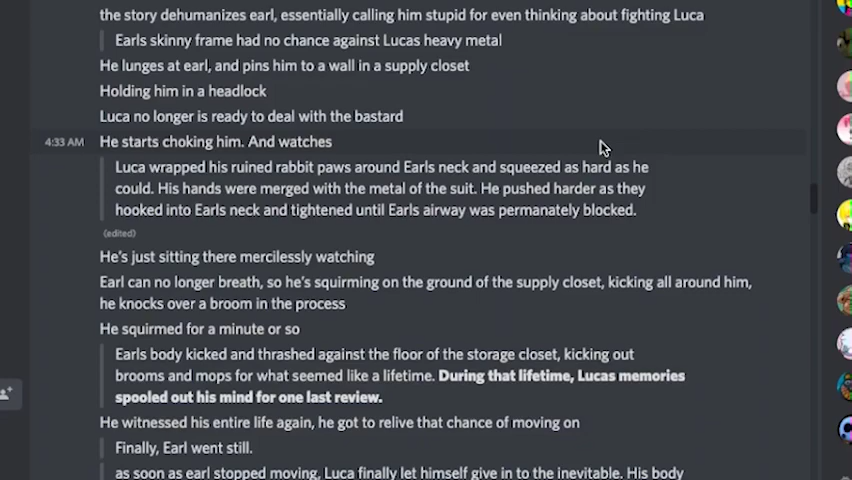 the story dehumanizes earl, essentially calling him stupid for even thinking about fighting Luca
Earls skinny frame had no chance against Lucas heavy metal
He lunges at earl, and pins him to a wall in a supply closet
Holding him in a headlock
Luca no longer is ready to deal with the bastard
4:33 AM He starts choking him. And watches
Luca wrapped his ruined rabbit paws around Earls neck and squeezed as hard as he
could. His hands were merged with the metal of the suit. He pushed harder as they
hooked into Earls neck and tightened until Earls airway was permanately blocked.
(edited)
He's just sitting there mercilessly watching
Earl can no longer breath, so he's squirming on the ground of the supply closet, kicking all around him,
he knocks over a broom in the process
He squirmed for a minute or so
Earls body kicked and thrashed against the floor of the storage closet, kicking out
brooms and mops for what seemed like a lifetime. During that lifetime, Lucas memories
spooled out his mind for one last review.
He witnessed his entire life again, he got to relive that chance of moving on
Finally, Earl went still.
as soon as earl stopped moving, Luca finally let himself give in to the inevitable. His body